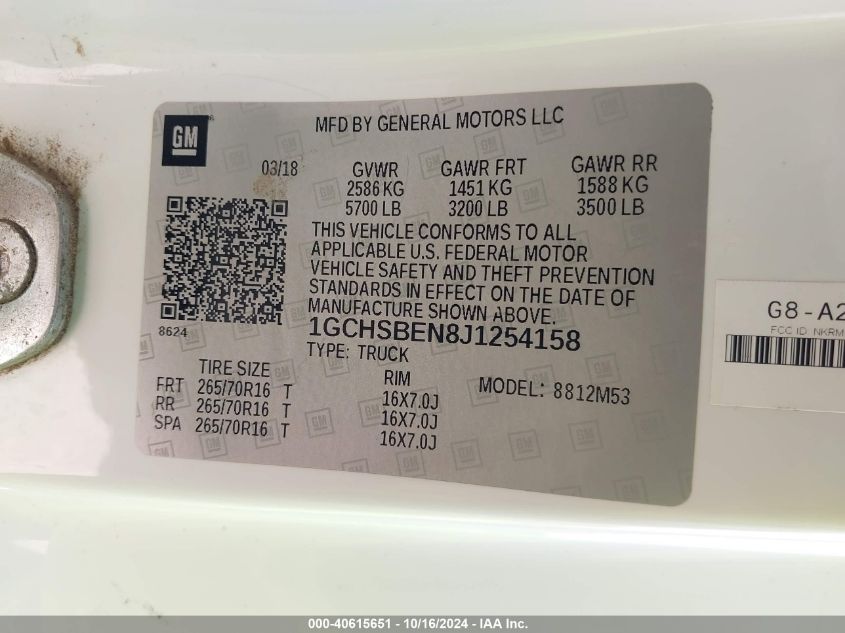 GM
MFD BY GENERAL MOTORS LLC
03/18
GVWR GAWR FRT GAWR RR
2586 KG 1451 KG 1588 KG
5700 LB 3200 LB 3500 LB
THIS VEHICLE CONFORMS TO ALL
APPLICABLE U.S. FEDERAL MOTOR
VEHICLE SAFETY AND THEFT PREVENTION
STANDARDS IN EFFECT ON THE DATE OF
MANUFACTURE SHOWN ABOVE.
8624
1GCHSBEN8J1254158
TYPE: TRUCK
TIRE SIZE RIM MODEL: 8812M53
FRT 265/70R16 T 16X7.0J
RR 265/70R16 T 16X7.0J
SPA 265/70R16 T 16X7.0J
G8-A2
FCC ID: NKRM
000-40615651 - 10/16/2024 - IAA Inc.